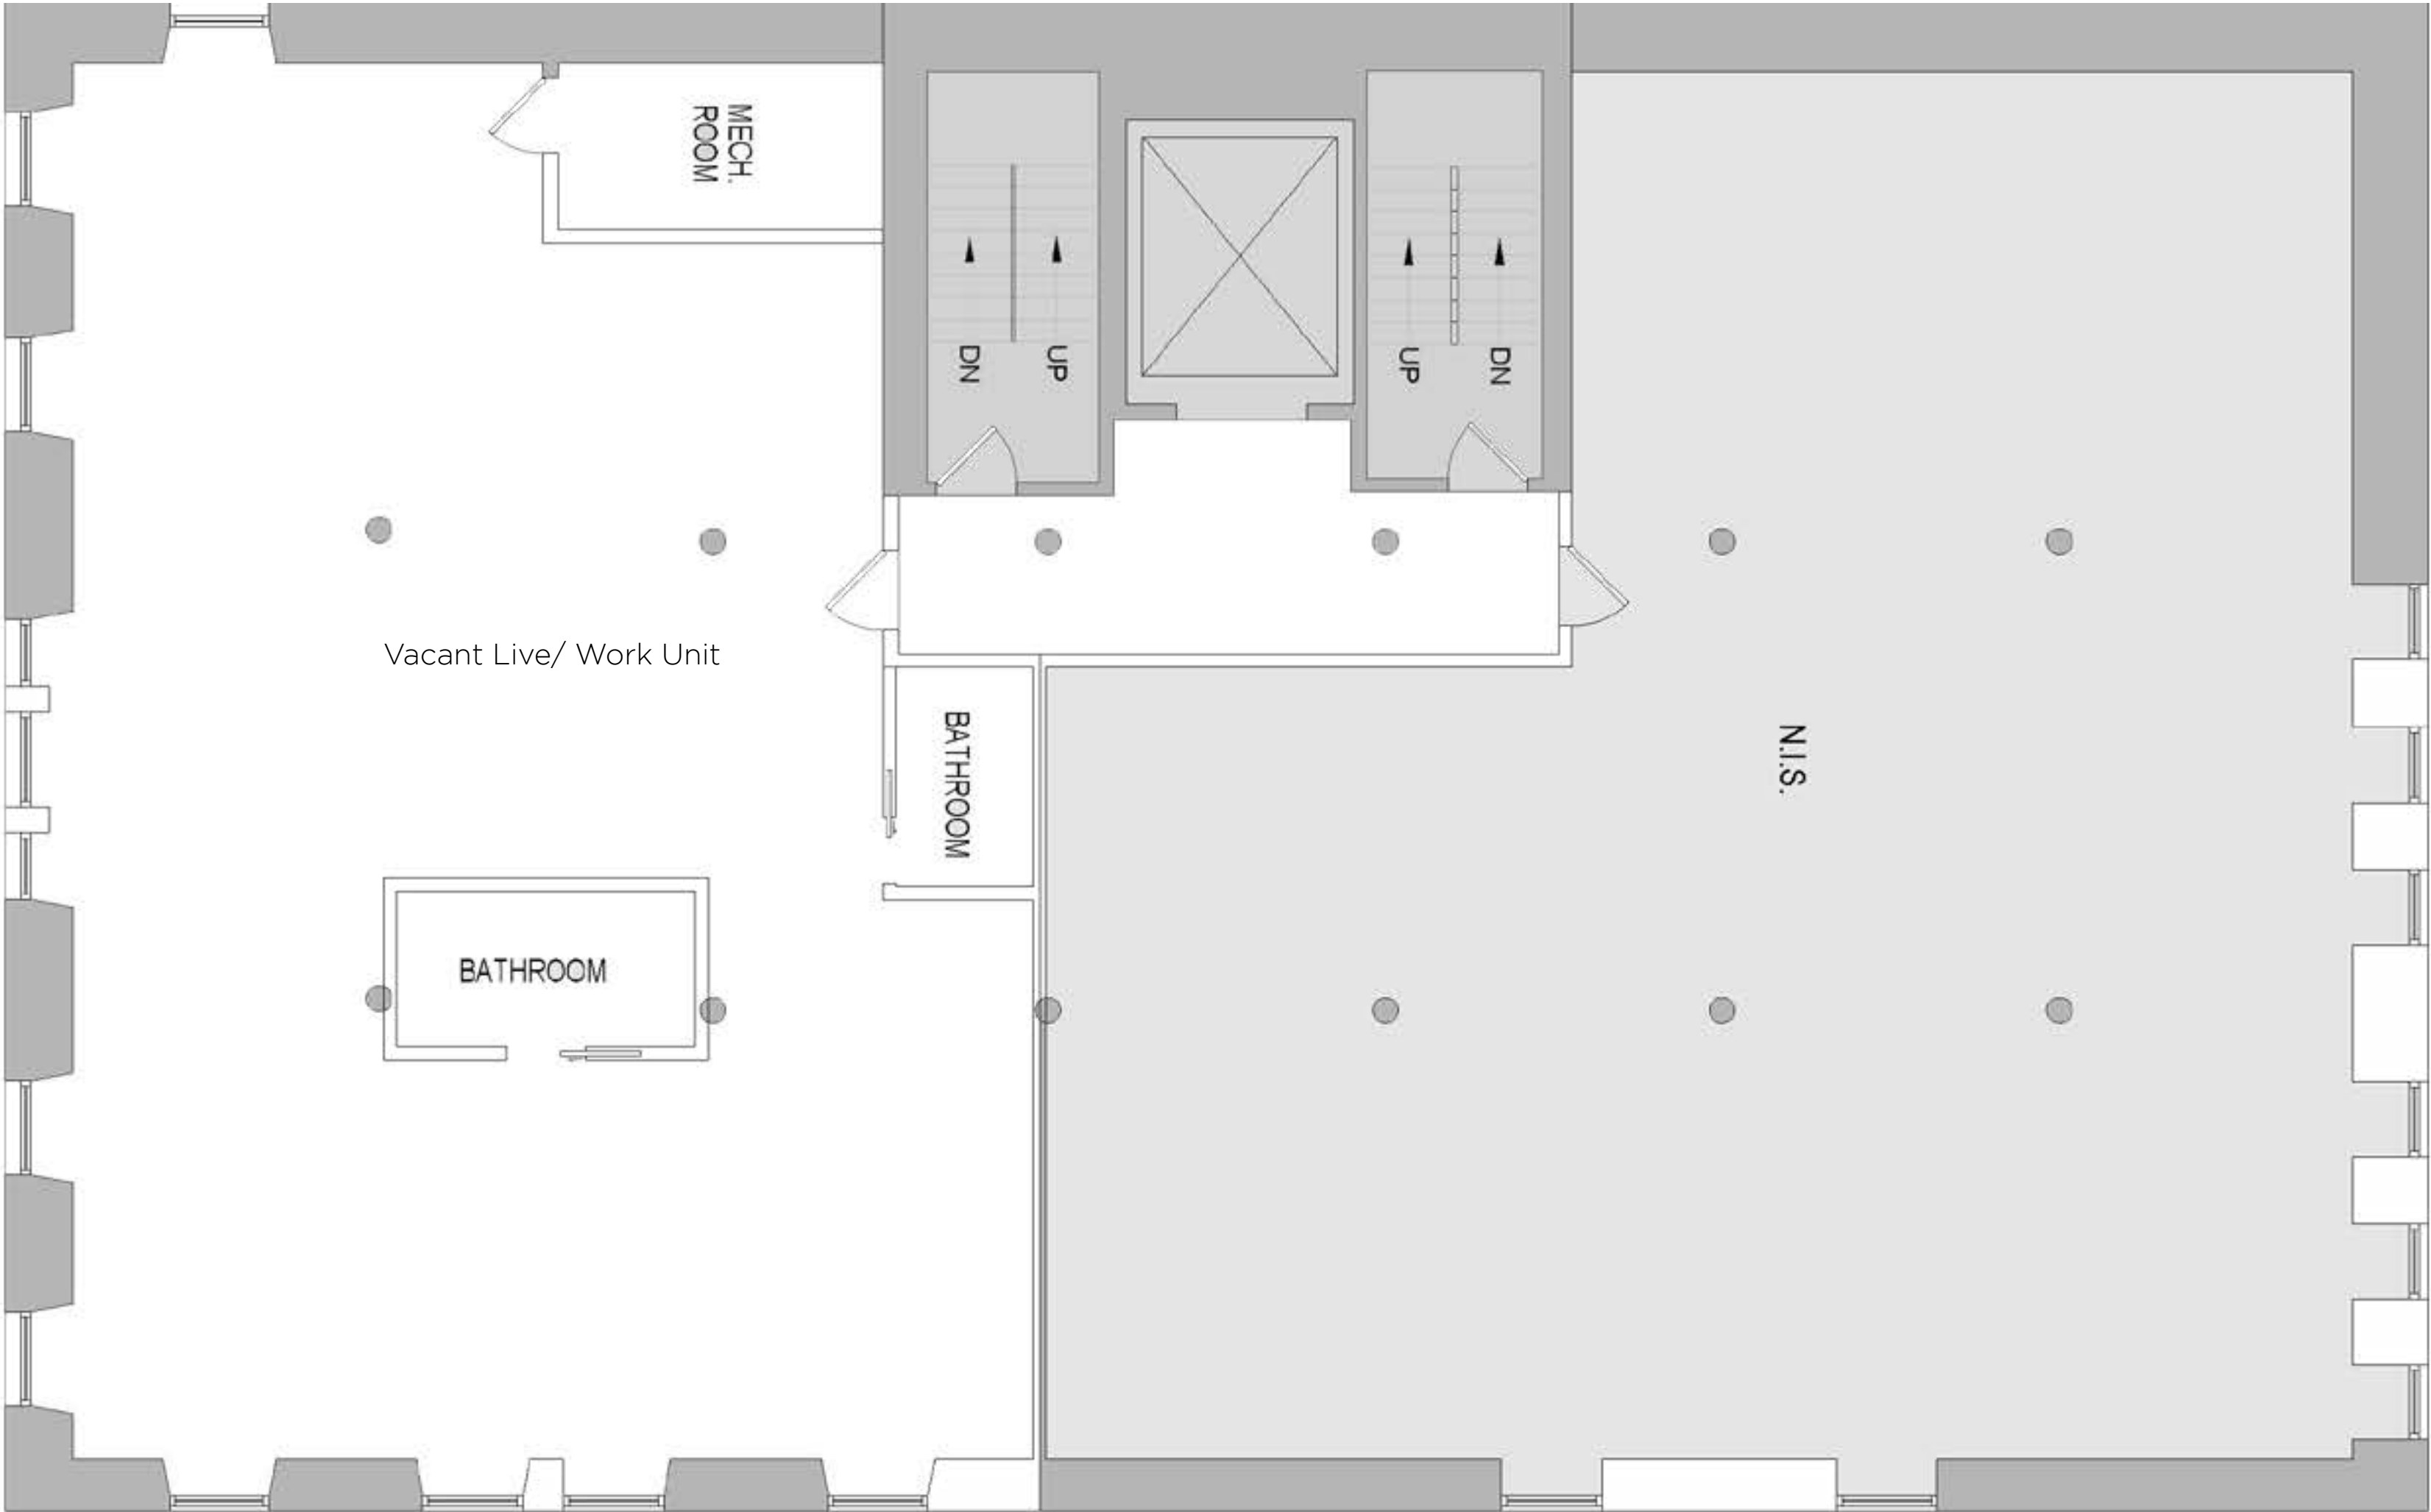 MECH.
ROOM
DN
UP
UP
DN
Vacant Live/ Work Unit
BATHROOM
N.I.S.
BATHROOM